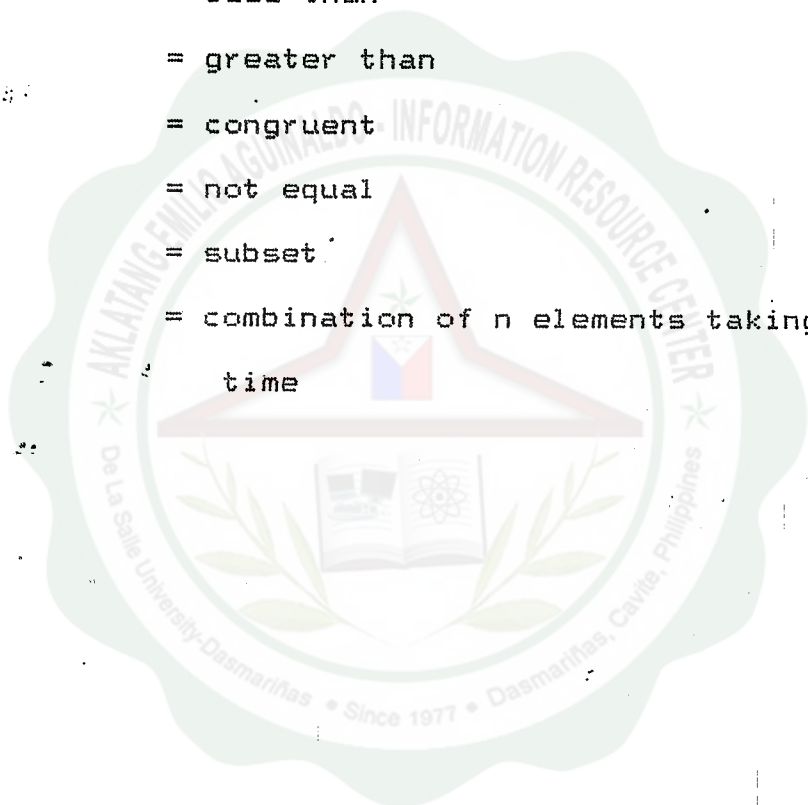 = greater than
= congruent
= not equal
= subset
= combination of n elements taking
time
AKLATANG EMILIO AGUINALDO - INFORMATION RESOURCE CENTER
De La Salle University-Dasmariñas * Since 1977 * Dasmariñas, Cavite, Philippines